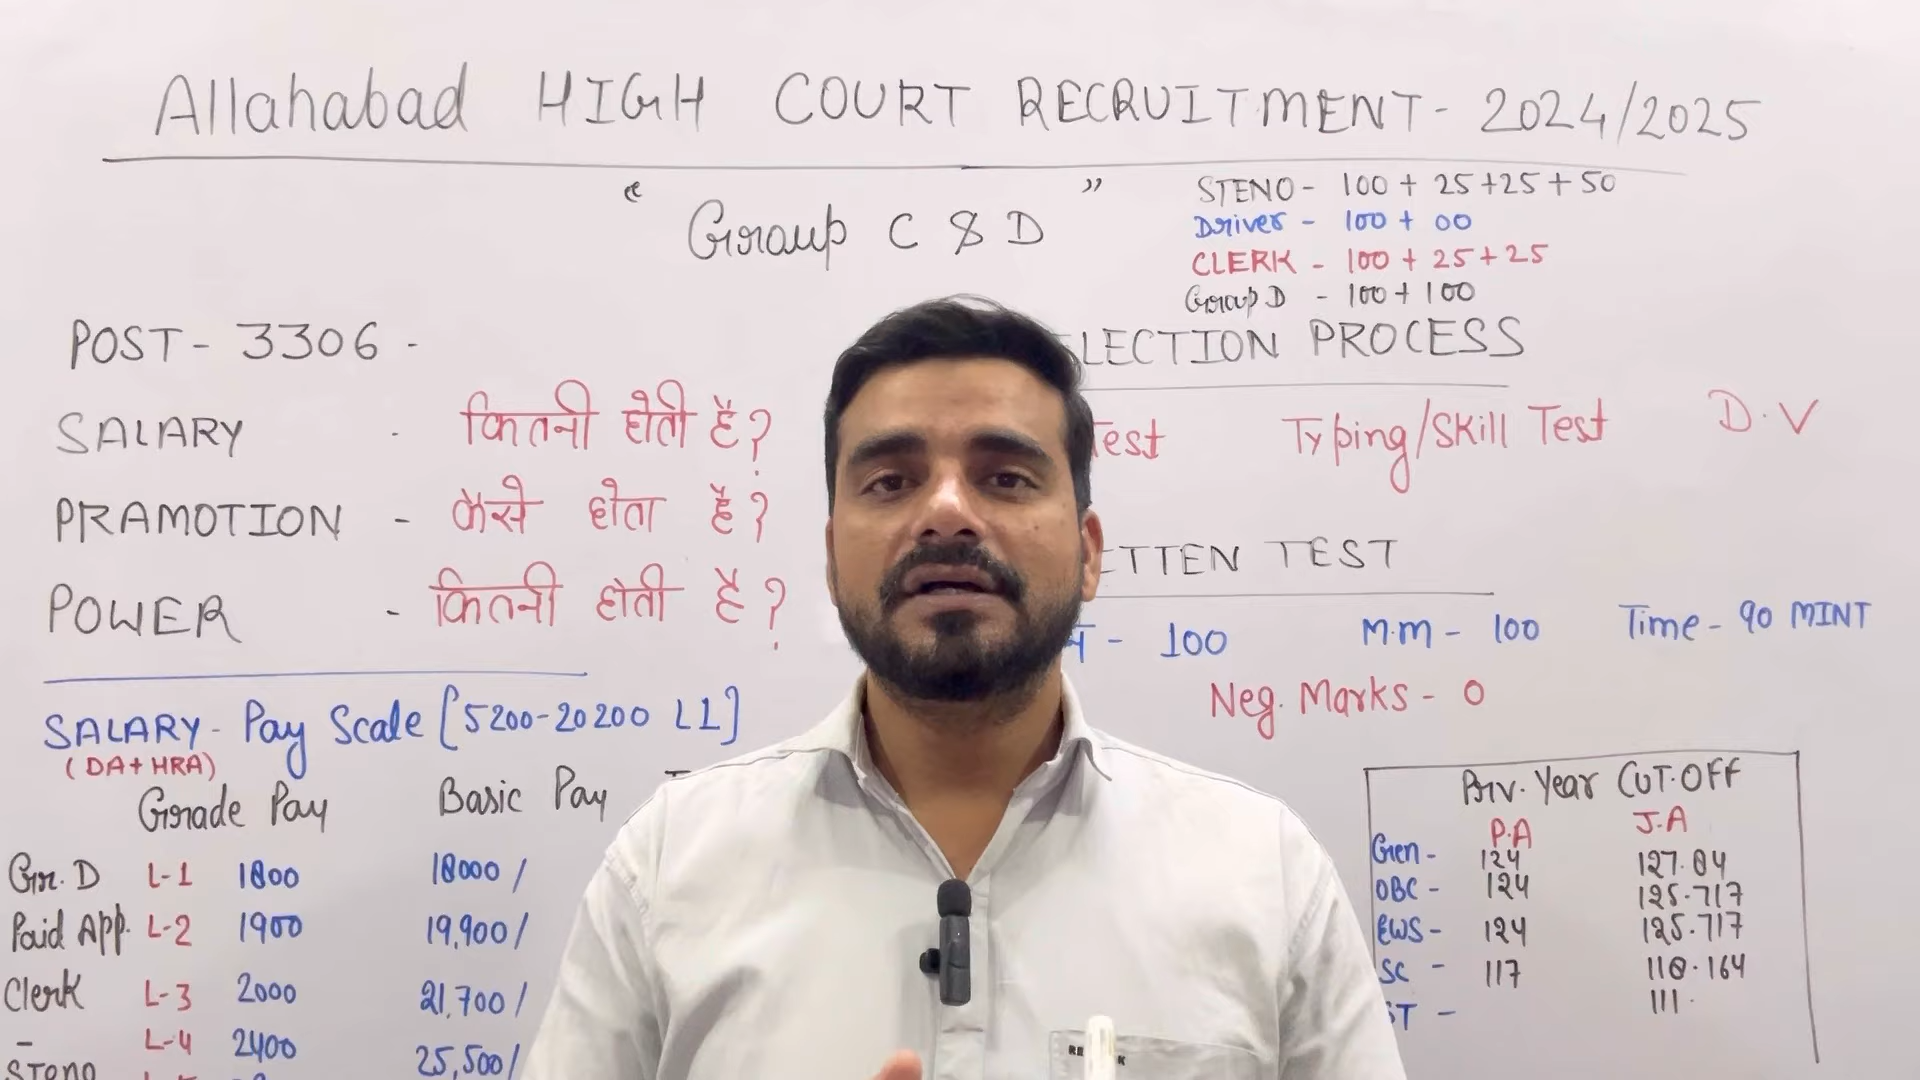 Allahabad HIGH COURT RECRUITMENT - 2024/2025
“ Group C & D ”
STENO - 100 + 25 + 25 + 50
Driver - 100 + 00
CLERK - 100 + 25 + 25
Group D - 100 + 100
POST - 3306 -
SALARY - कितनी होती है?
PRAMOTION - कैसे होता है?
POWER - कितनी होती है?
LECTION PROCESS
Test Typing/Skill Test D.V
ETTEN TEST
- 100 M.M - 100 Time - 90 MINT
Neg. Marks - 0
SALARY - Pay Scale [5200-20200 L1]
(DA+HRA)
Grade Pay Basic Pay
Gr. D L-1 1800 18000/
Paid App. L-2 1900 19,900/
Clerk L-3 2000 21,700/
- L-4 2400 25,500/
STENO
Prv. Year CUT-OFF
P.A J.A
Gen - 124 127.04
OBC - 124 125.717
EWS - 124 125.717
SC - 117 110.164
ST - 111.